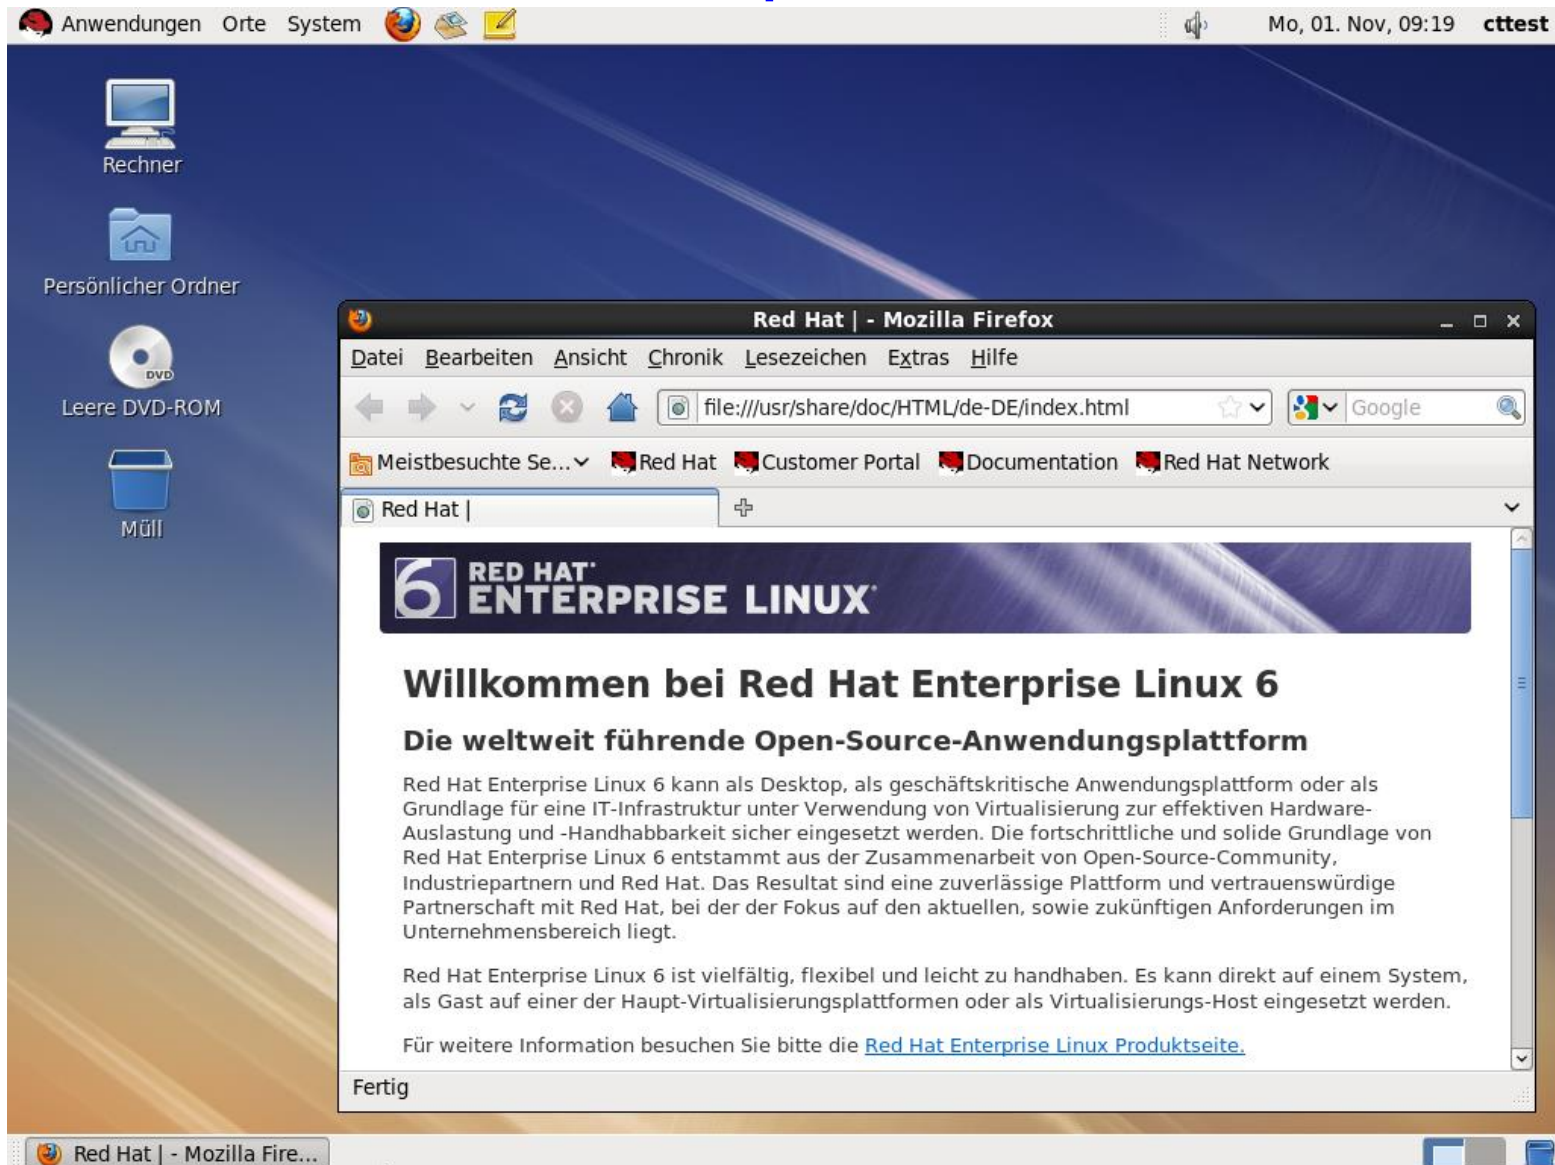 Anwendungen Orte System Mo, 01. Nov, 09:19 cttest
Rechner
Persönlicher Ordner
DVD
Leere DVD-ROM
Müll
Red Hat | - Mozilla Firefox
Datei Bearbeiten Ansicht Chronik Lesezeichen Extras Hilfe
file:///usr/share/doc/HTML/de-DE/index.html Google
Meistbesuchte Se... Red Hat Customer Portal Documentation Red Hat Network
Red Hat |
6 RED HAT
ENTERPRISE LINUX
Willkommen bei Red Hat Enterprise Linux 6
Die weltweit führende Open-Source-Anwendungsplattform
Red Hat Enterprise Linux 6 kann als Desktop, als geschäftskritische Anwendungsplattform oder als
Grundlage für eine IT-Infrastruktur unter Verwendung von Virtualisierung zur effektiven Hardware-
Auslastung und -Handhabbarkeit sicher eingesetzt werden. Die fortschrittliche und solide Grundlage von
Red Hat Enterprise Linux 6 entstammt aus der Zusammenarbeit von Open-Source-Community,
Industriepartnern und Red Hat. Das Resultat sind eine zuverlässige Plattform und vertrauenswürdige
Partnerschaft mit Red Hat, bei der der Fokus auf den aktuellen, sowie zukünftigen Anforderungen im
Unternehmensbereich liegt.
Red Hat Enterprise Linux 6 ist vielfältig, flexibel und leicht zu handhaben. Es kann direkt auf einem System,
als Gast auf einer der Haupt-Virtualisierungsplattformen oder als Virtualisierungs-Host eingesetzt werden.
Für weitere Information besuchen Sie bitte die Red Hat Enterprise Linux Produktseite.
Fertig
Red Hat | - Mozilla Fire...